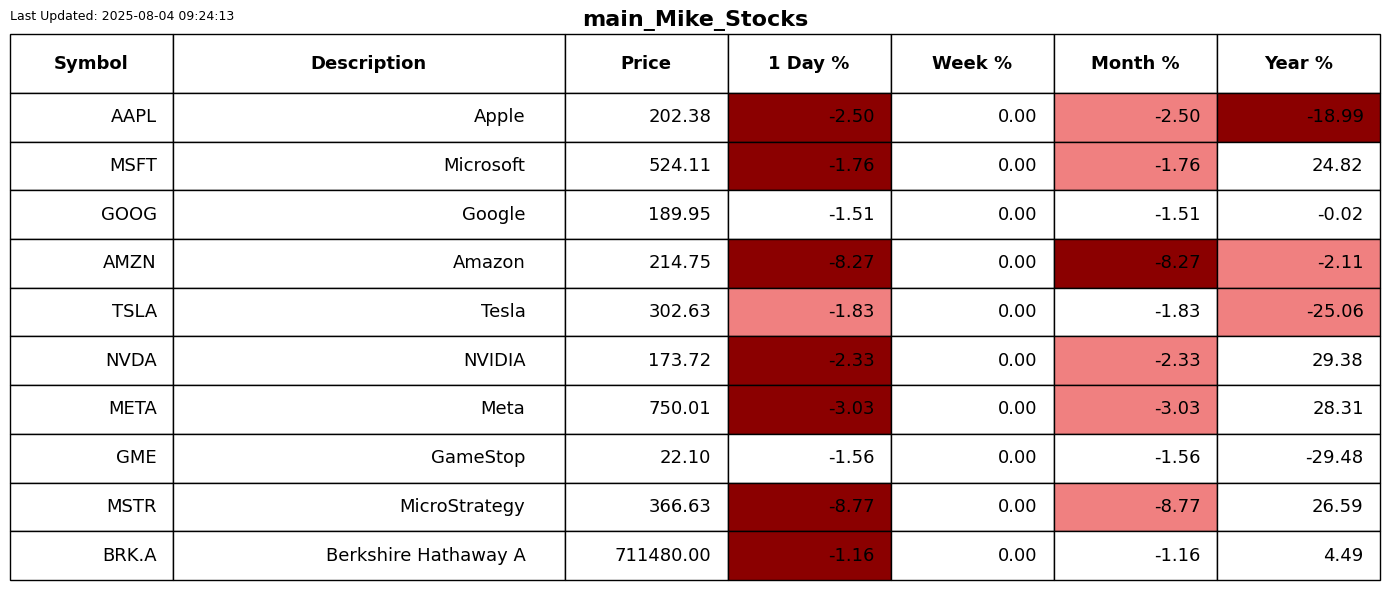 Last Updated: 2025-08-04 09:24:13
main_Mike_Stocks
Symbol Description Price 1 Day % Week % Month % Year %
AAPL Apple 202.38 -2.50 0.00 -2.50 -18.99
MSFT Microsoft 524.11 -1.76 0.00 -1.76 24.82
GOOG Google 189.95 -1.51 0.00 -1.51 -0.02
AMZN Amazon 214.75 -8.27 0.00 -8.27 -2.11
TSLA Tesla 302.63 -1.83 0.00 -1.83 -25.06
NVDA NVIDIA 173.72 -2.33 0.00 -2.33 29.38
META Meta 750.01 -3.03 0.00 -3.03 28.31
GME GameStop 22.10 -1.56 0.00 -1.56 -29.48
MSTR MicroStrategy 366.63 -8.77 0.00 -8.77 26.59
BRK.A Berkshire Hathaway A 711480.00 -1.16 0.00 -1.16 4.49